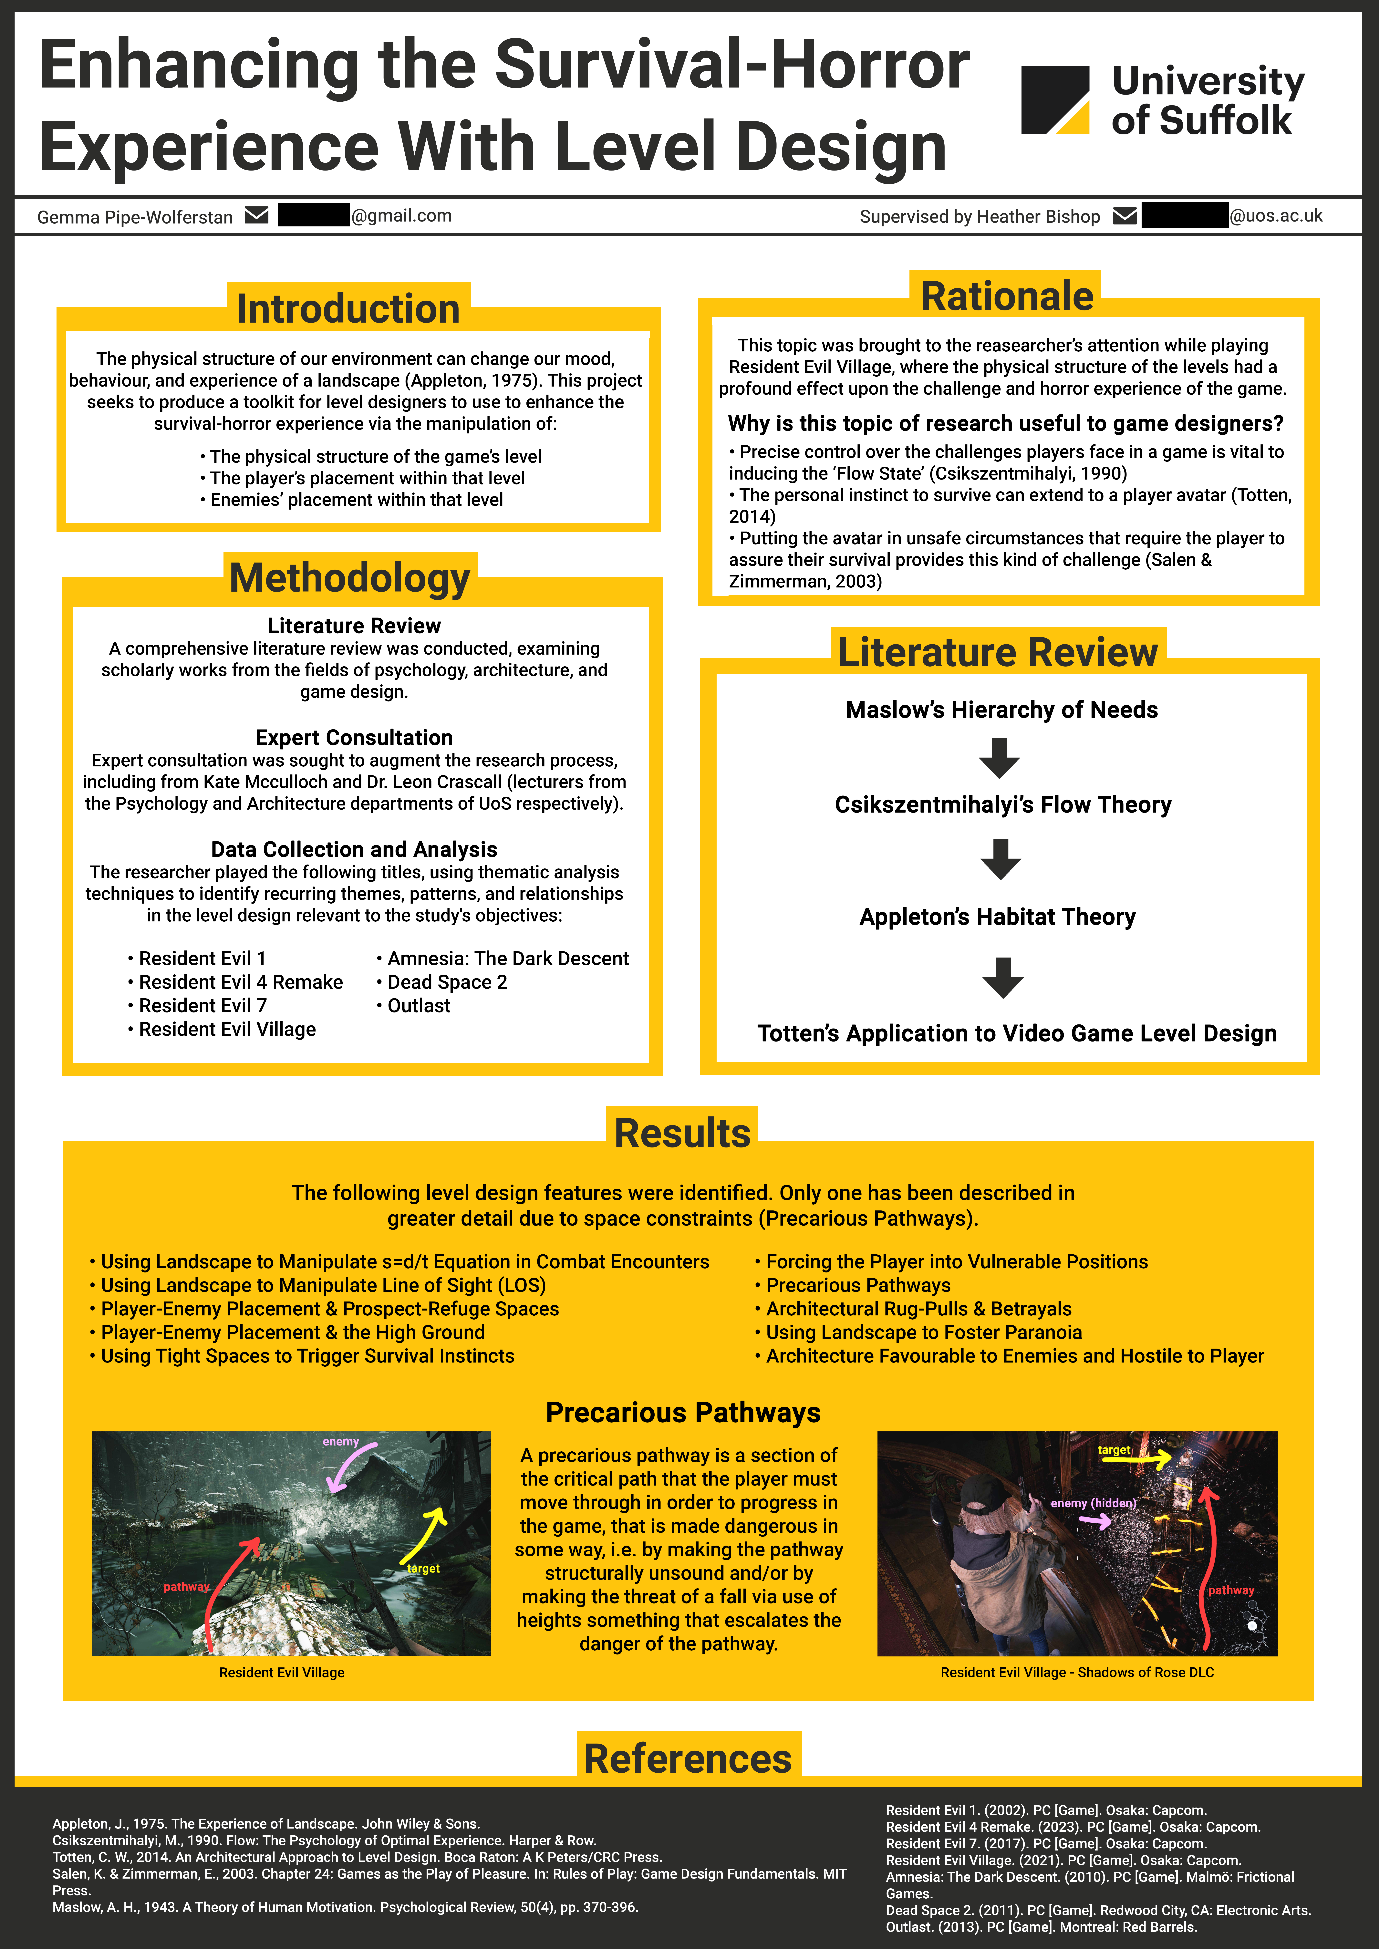 Enhancing the Survival-Horror
Experience With Level Design
University
of Suffolk
Gemma Pipe-Wolferstan
@gmail.com
Supervised by Heather Bishop
@uos.ac.uk
Introduction
The physical structure of our environment can change our mood,
behaviour, and experience of a landscape (Appleton, 1975). This project
seeks to produce a toolkit for level designers to use to enhance the
survival-horror experience via the manipulation of:
• The physical structure of the game's level
• The player's placement within that level
• Enemies' placement within that level
Rationale
This topic was brought to the reasearcher's attention while playing
Resident Evil Village, where the physical structure of the levels had a
profound effect upon the challenge and horror experience of the game.
Why is this topic of research useful to game designers?
• Precise control over the challenges players face in a game is vital to
inducing the 'Flow State' (Csikszentmihalyi, 1990)
• The personal instinct to survive can extend to a player avatar (Totten,
2014)
• Putting the avatar in unsafe circumstances that require the player to
assure their survival provides this kind of challenge (Salen &
Zimmerman, 2003)
Methodology
Literature Review
A comprehensive literature review was conducted, examining
scholarly works from the fields of psychology, architecture, and
game design.
Expert Consultation
Expert consultation was sought to augment the research process,
including from Kate Mcculloch and Dr. Leon Crascall (lecturers from
the Psychology and Architecture departments of UoS respectively).
Data Collection and Analysis
The researcher played the following titles, using thematic analysis
techniques to identify recurring themes, patterns, and relationships
in the level design relevant to the study's objectives:
• Resident Evil 1
• Resident Evil 4 Remake
• Resident Evil 7
• Resident Evil Village
• Amnesia: The Dark Descent
• Dead Space 2
• Outlast
Literature Review
Maslow's Hierarchy of Needs
Csikszentmihalyi's Flow Theory
Appleton's Habitat Theory
Totten's Application to Video Game Level Design
Results
The following level design features were identified. Only one has been described in
greater detail due to space constraints (Precarious Pathways).
• Using Landscape to Manipulate s=d/t Equation in Combat Encounters
• Using Landscape to Manipulate Line of Sight (LOS)
• Player-Enemy Placement & Prospect-Refuge Spaces
• Player-Enemy Placement & the High Ground
• Using Tight Spaces to Trigger Survival Instincts
• Forcing the Player into Vulnerable Positions
• Precarious Pathways
• Architectural Rug-Pulls & Betrayals
• Using Landscape to Foster Paranoia
• Architecture Favourable to Enemies and Hostile to Player
Precarious Pathways
enemy
target
pathway
Resident Evil Village
A precarious pathway is a section of
the critical path that the player must
move through in order to progress in
the game, that is made dangerous in
some way, i.e. by making the pathway
structurally unsound and/or by
making the threat of a fall via use of
heights something that escalates the
danger of the pathway.
target
enemy (hidden)
pathway
Resident Evil Village - Shadows of Rose DLC
References
Appleton, J., 1975. The Experience of Landscape. John Wiley & Sons.
Csikszentmihalyi, M., 1990. Flow: The Psychology of Optimal Experience. Harper & Row.
Totten, C. W., 2014. An Architectural Approach to Level Design. Boca Raton: A K Peters/CRC Press.
Salen, K. & Zimmerman, E., 2003. Chapter 24: Games as the Play of Pleasure. In: Rules of Play: Game Design Fundamentals. MIT
Press.
Maslow, A. H., 1943. A Theory of Human Motivation. Psychological Review, 50(4), pp. 370-396.
Resident Evil 1. (2002). PC [Game]. Osaka: Capcom.
Resident Evil 4 Remake. (2023). PC [Game]. Osaka: Capcom.
Resident Evil 7. (2017). PC [Game]. Osaka: Capcom.
Resident Evil Village. (2021). PC [Game]. Osaka: Capcom.
Amnesia: The Dark Descent. (2010). PC [Game]. Malmö: Frictional
Games.
Dead Space 2. (2011). PC [Game]. Redwood City, CA: Electronic Arts.
Outlast. (2013). PC [Game]. Montreal: Red Barrels.